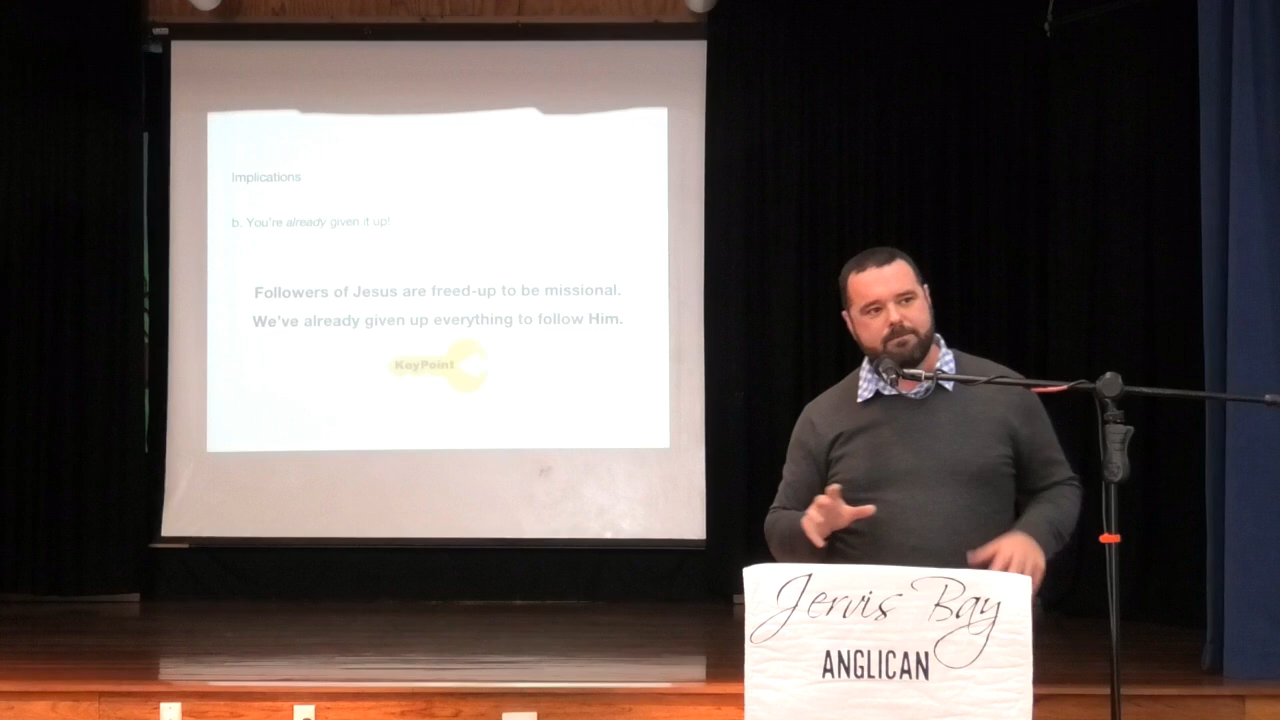 Implications
b. You're already given it up!
Followers of Jesus are freed-up to be missional.
We've already given up everything to follow Him.
KeyPoint
Jervis Bay
ANGLICAN